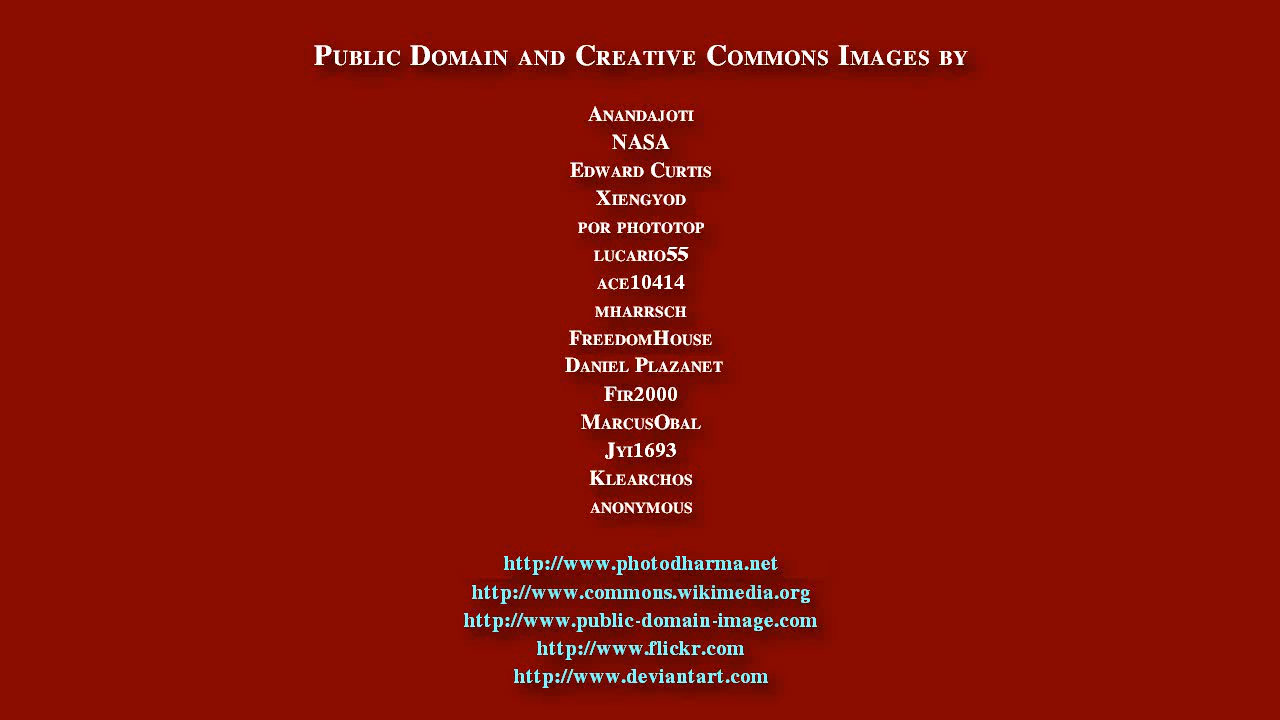 Public Domain and Creative Commons Images by
Anandajoti
NASA
Edward Curtis
Xiengyod
por phototop
lucario55
ace10414
mharrsch
FreedomHouse
Daniel Plazanet
Fir2000
MarcusObal
Jyi1693
Klearchos
anonymous
http://www.photodharma.net
http://www.commons.wikimedia.org
http://www.public-domain-image.com
http://www.flickr.com
http://www.deviantart.com